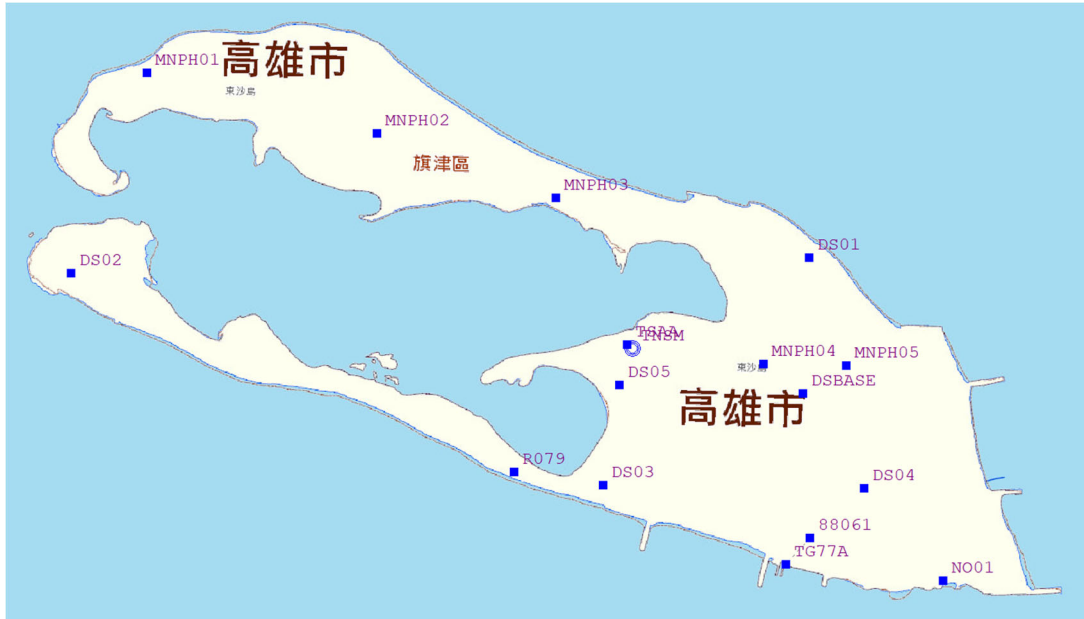 高雄市
MNPH01
東沙島
MNPH02
旗津區
MNPH03
DS01
DS02
TSAA
TNSM
MNPH04
MNPH05
東沙島
DS05
DSBASE
高雄市
R079
DS03
DS04
88061
TG77A
NO01